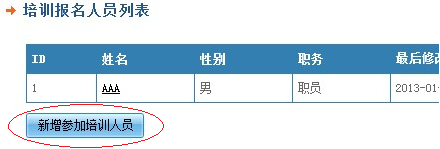 培训报名人员列表
ID 姓名 性别 职务 最后修
1 AAA 男 职员 2013-01-
新增参加培训人员